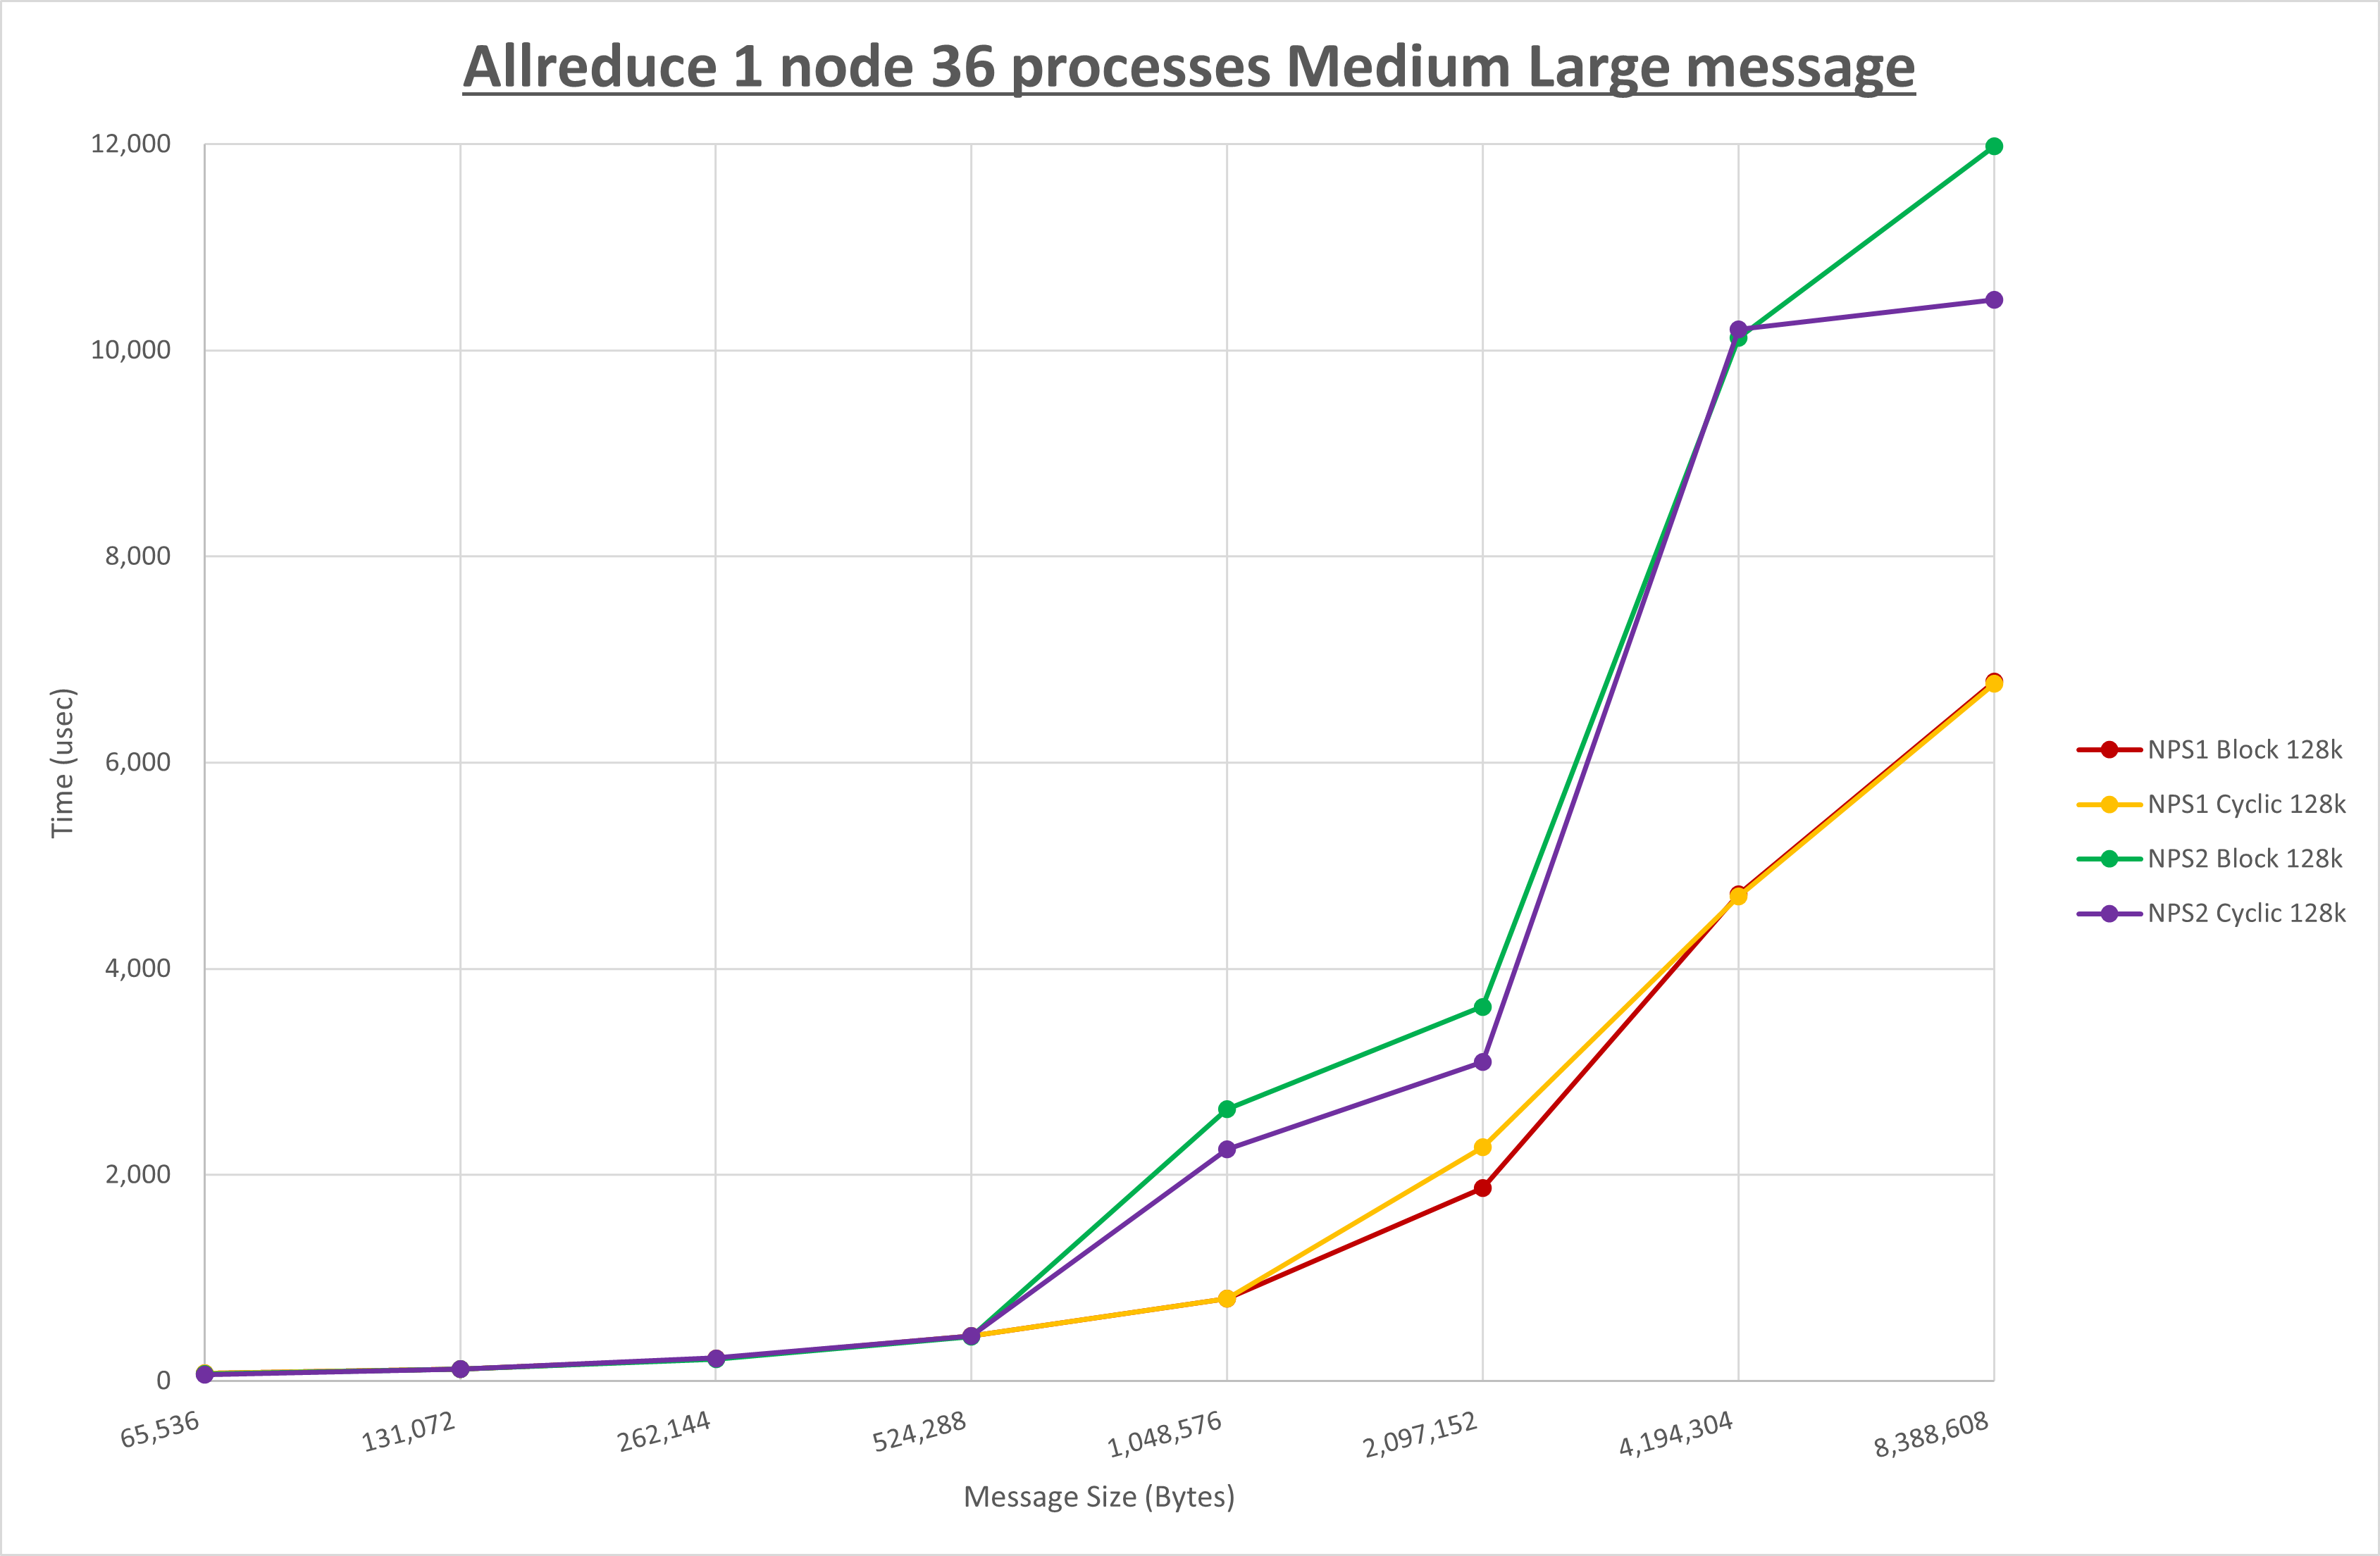 Allreduce 1 node 36 processes Medium Large message
12,000
10,000
8,000
6,000
4,000
2,000
0
Time (usec)
65,536
131,072
262,144
524,288
1,048,576
2,097,152
4,194,304
8,388,608
Message Size (Bytes)
NPS1 Block 128k
NPS1 Cyclic 128k
NPS2 Block 128k
NPS2 Cyclic 128k